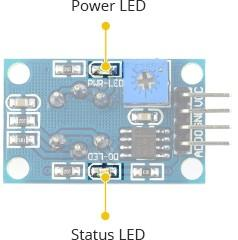 Power LED
PWR-LED
AO DO GND VCC
DO-LED
Status LED